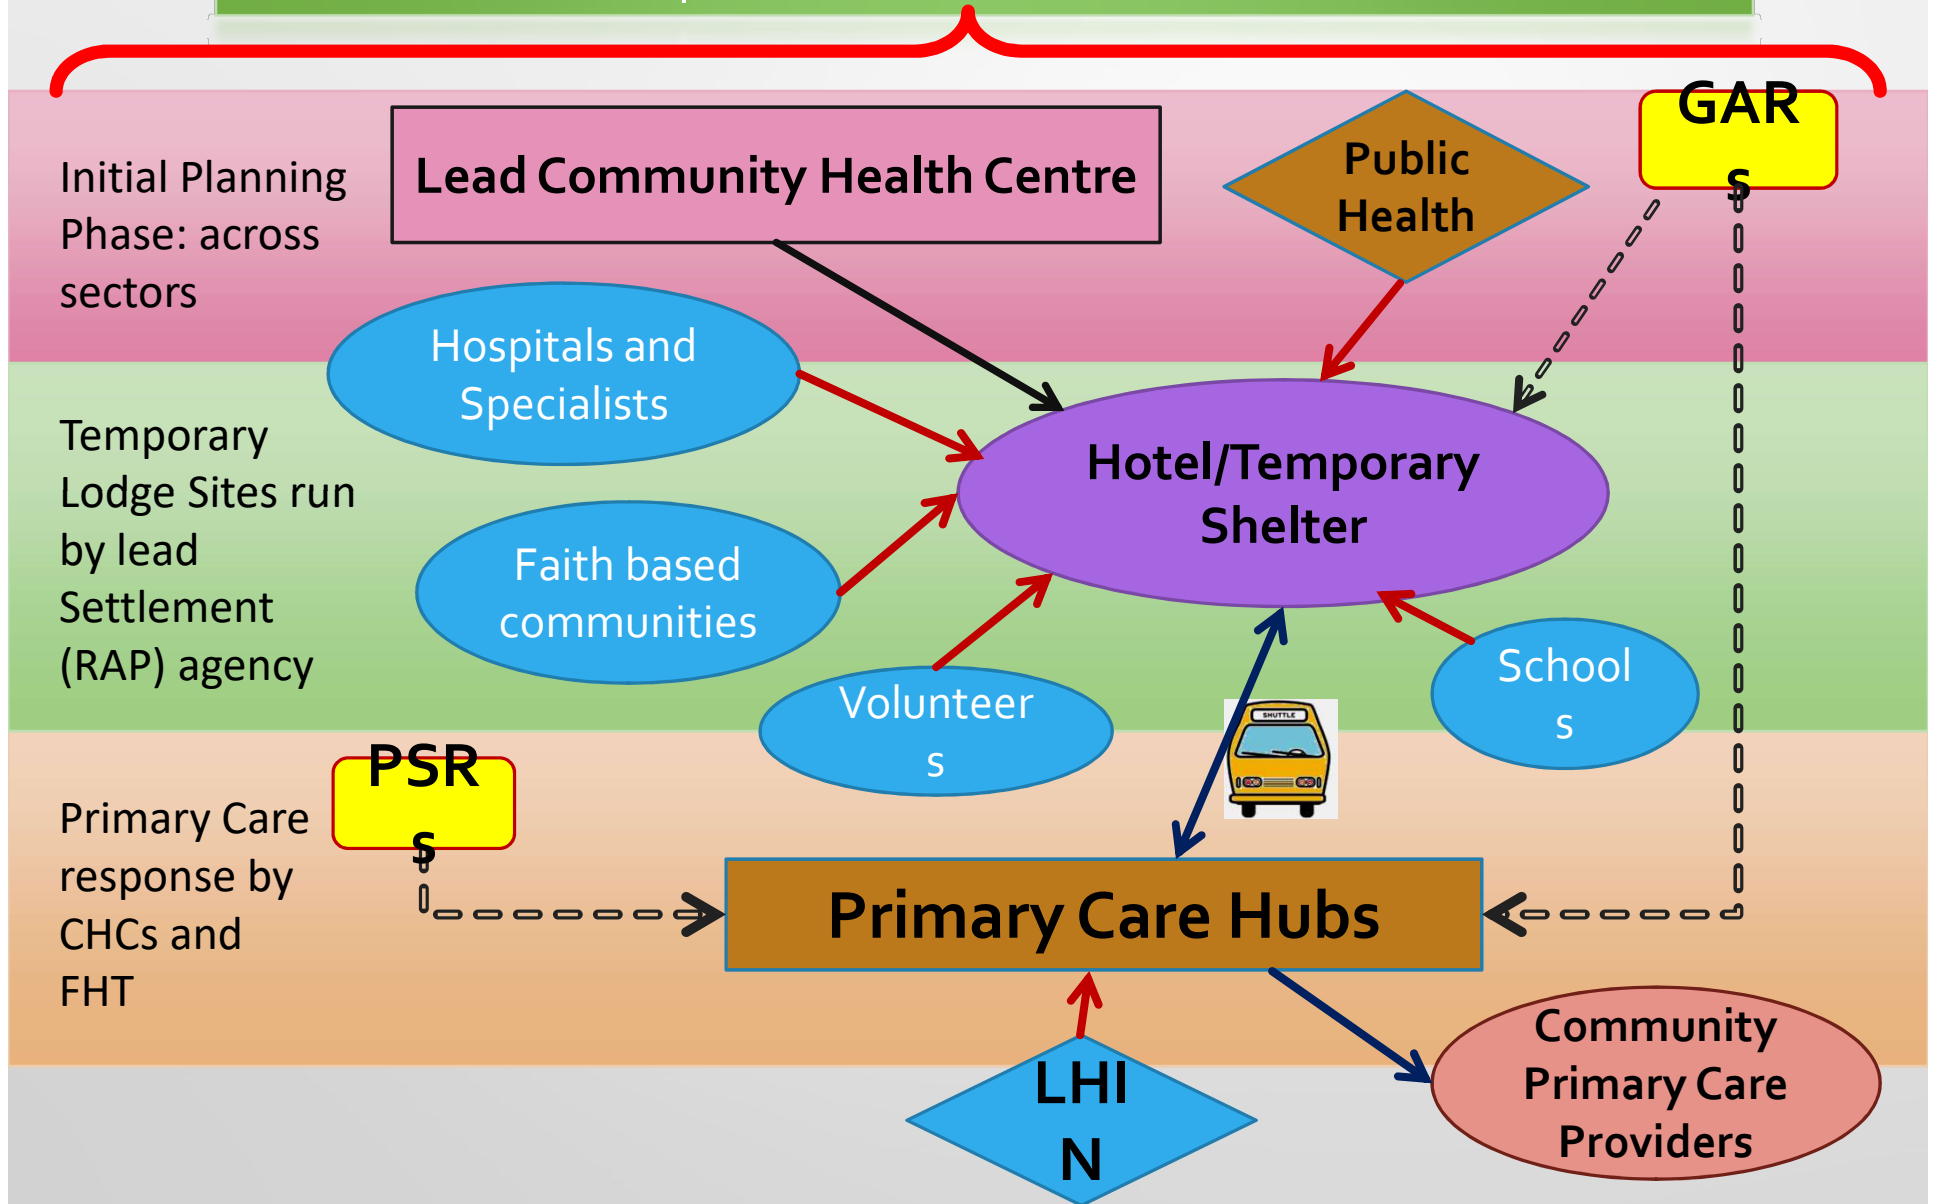 Initial Planning
Phase: across
sectors
Lead Community Health Centre
Public
Health
GAR
s
Hospitals and
Specialists
Temporary
Lodge Sites run
by lead
Settlement
(RAP) agency
Hotel/Temporary
Shelter
Faith based
communities
Volunteer
s
School
s
SHUTTLE
PSR
s
Primary Care
response by
CHCs and
FHT
Primary Care Hubs
LHI
N
Community
Primary Care
Providers